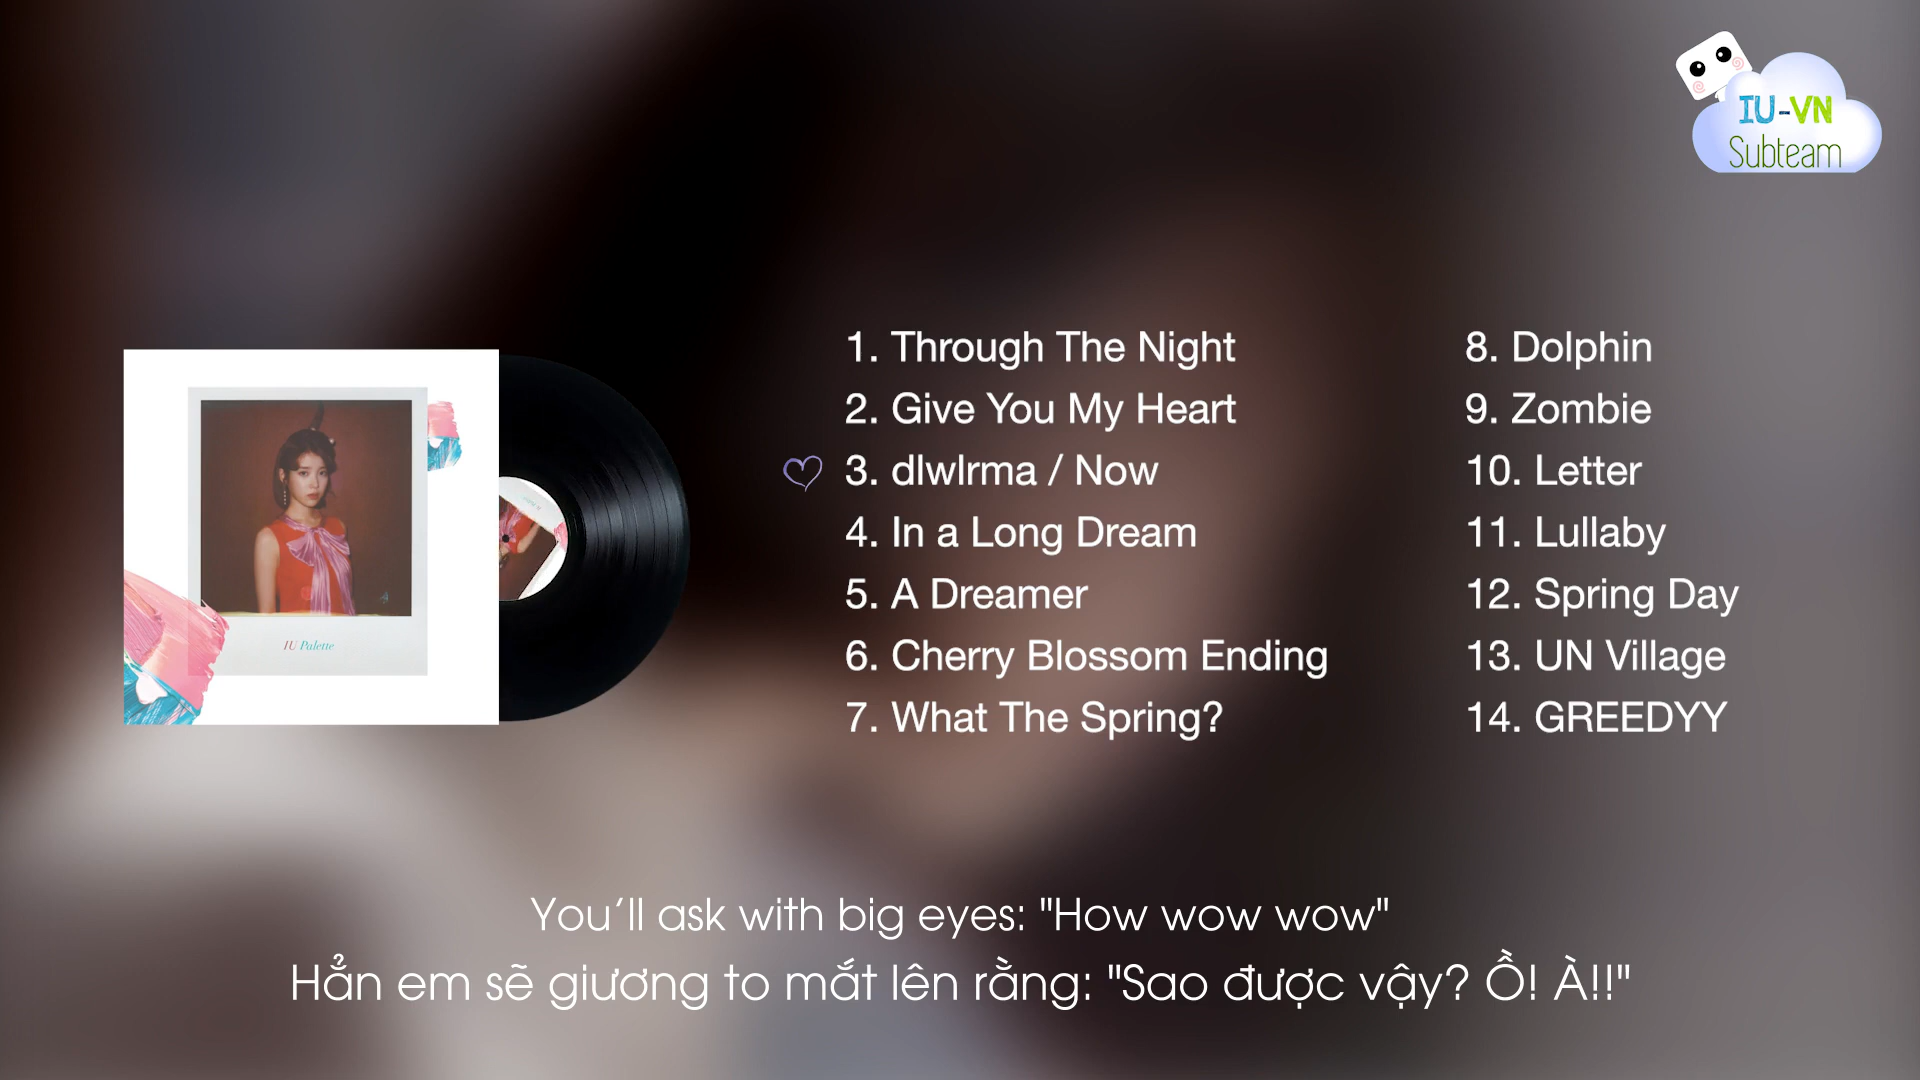 IU-VN
Subteam
1. Through The Night
2. Give You My Heart
3. dlwlrma / Now
4. In a Long Dream
5. A Dreamer
6. Cherry Blossom Ending
7. What The Spring?
8. Dolphin
9. Zombie
10. Letter
11. Lullaby
12. Spring Day
13. UN Village
14. GREEDYY
IU Palette
You’ll ask with big eyes: "How wow wow"
Hẳn em sẽ giương to mắt lên rằng: "Sao được vậy? Ồ! À!!"